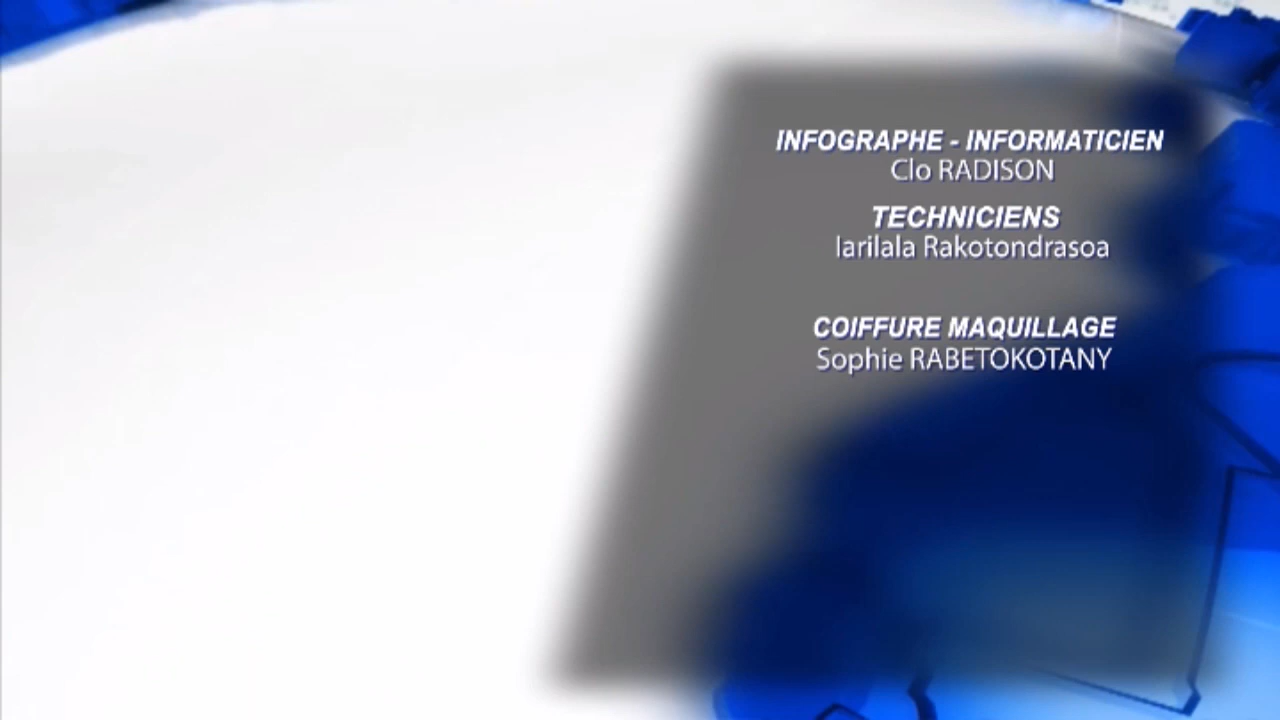 INFOGRAPHE - INFORMATICIEN
Clo RADISON
TECHNICIENS
Iarilala Rakotondrasoa
COIFFURE MAQUILLAGE
Sophie RABETOKOTANY